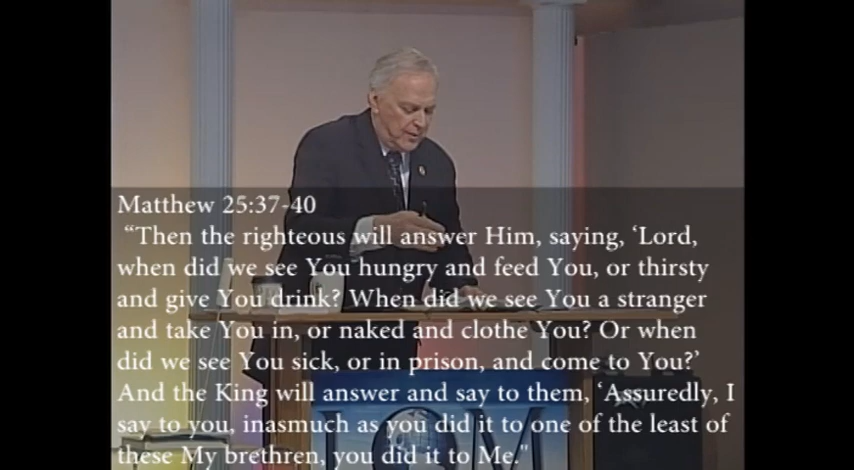 Matthew 25:37-40
“Then the righteous will answer Him, saying, ‘Lord,
when did we see You hungry and feed You, or thirsty
and give You drink? When did we see You a stranger
and take You in, or naked and clothe You? Or when
did we see You sick, or in prison, and come to You?’
And the King will answer and say to them, ‘Assuredly, I
say to you, inasmuch as you did it to one of the least of
these My brethren, you did it to Me."